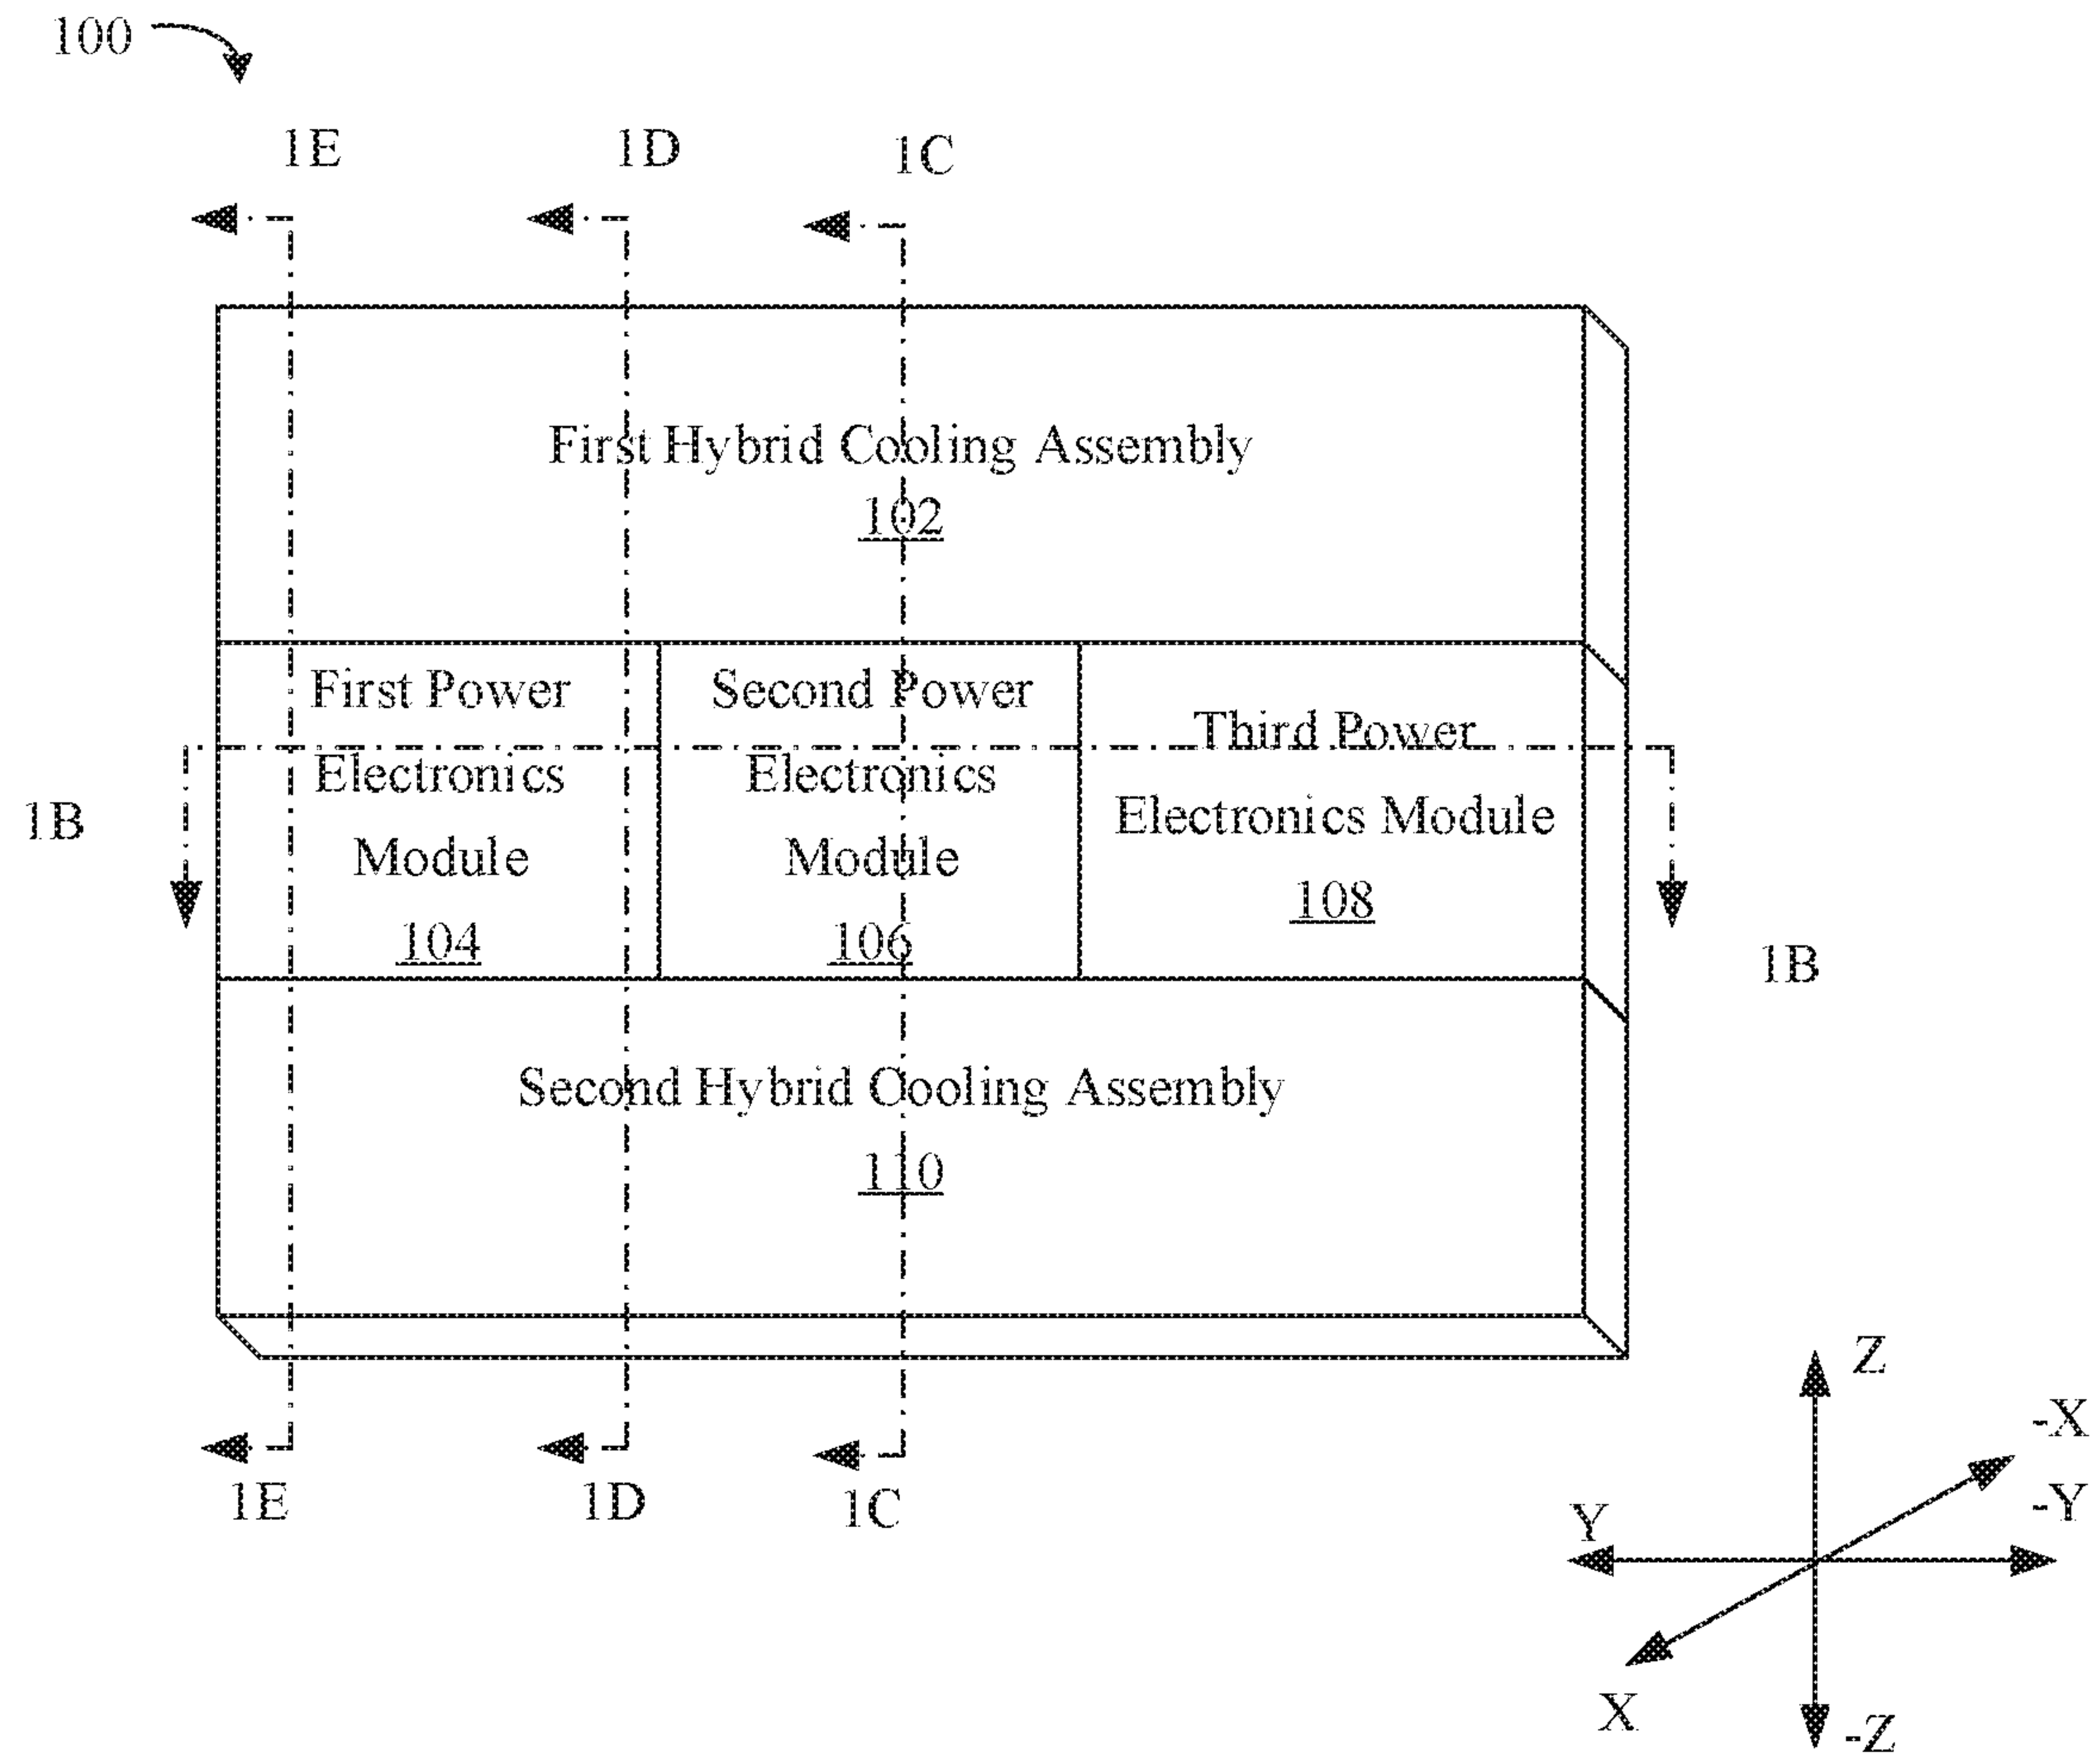 100
1E
1D
1C
First Hybrid Cooling Assembly
102
First Power
Electronics
Module
104
Second Power
Electronics
Module
106
Third Power
Electronics Module
108
1B
1B
Second Hybrid Cooling Assembly
110
1E
1D
1C
Z
-X
-Y
Y
X
-Z